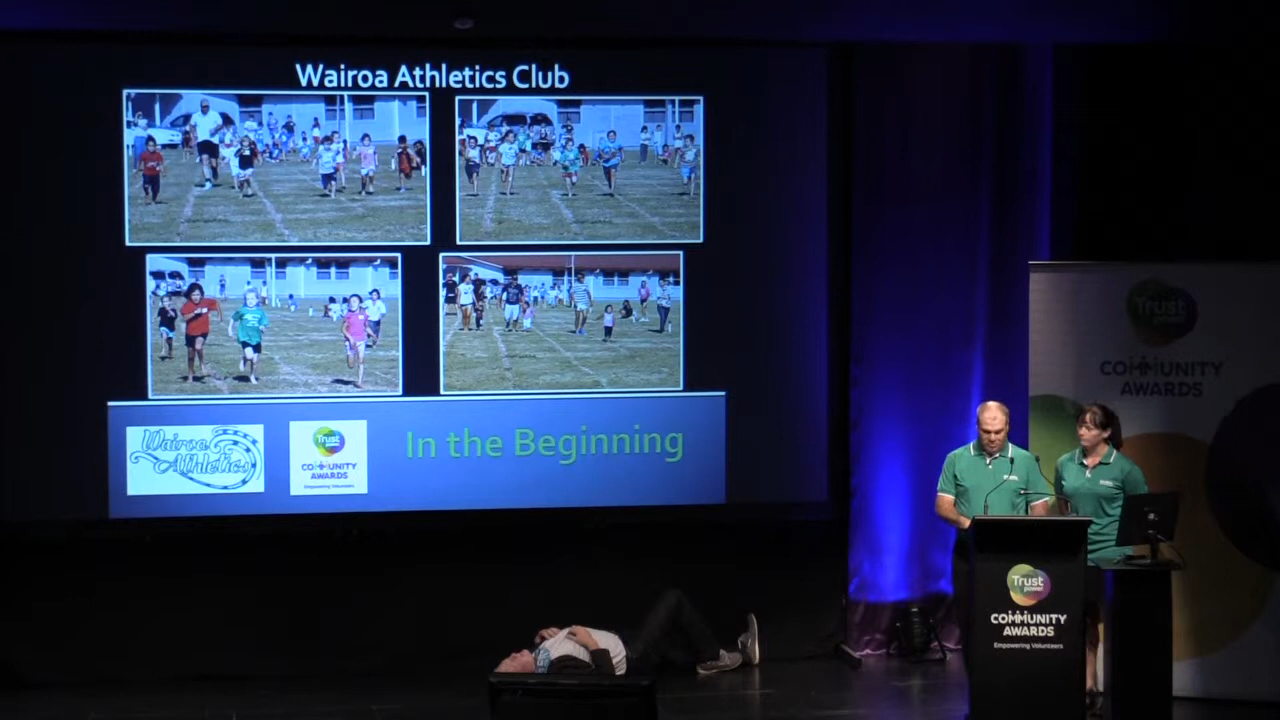 Wairoa Athletics Club
Wairoa
Athletics
Trust
power
COMMUNITY
AWARDS
Empowering Volunteers
In the Beginning
Trust
power
COMMUNITY
AWARDS
Trust
power
COMMUNITY
AWARDS
Empowering Volunteers